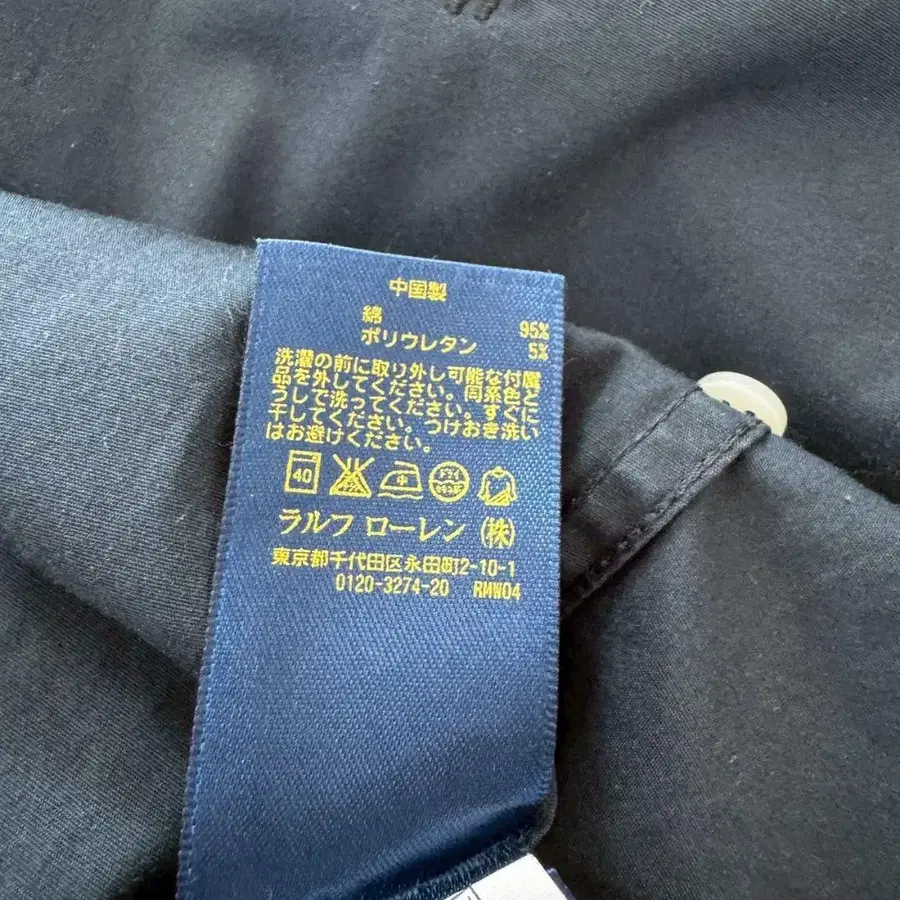 中国製
綿 95%
ポリウレタン 5%
洗濯の前に取り外し可能な付属
品を外してください。同系色ど
うしで洗ってください。すぐに
干してください。つけおき洗い
はお避けください。
40 中 ドライ
ラルフ ローレン (株)
東京都千代田区永田町2-10-1
0120-3274-20 RMW04